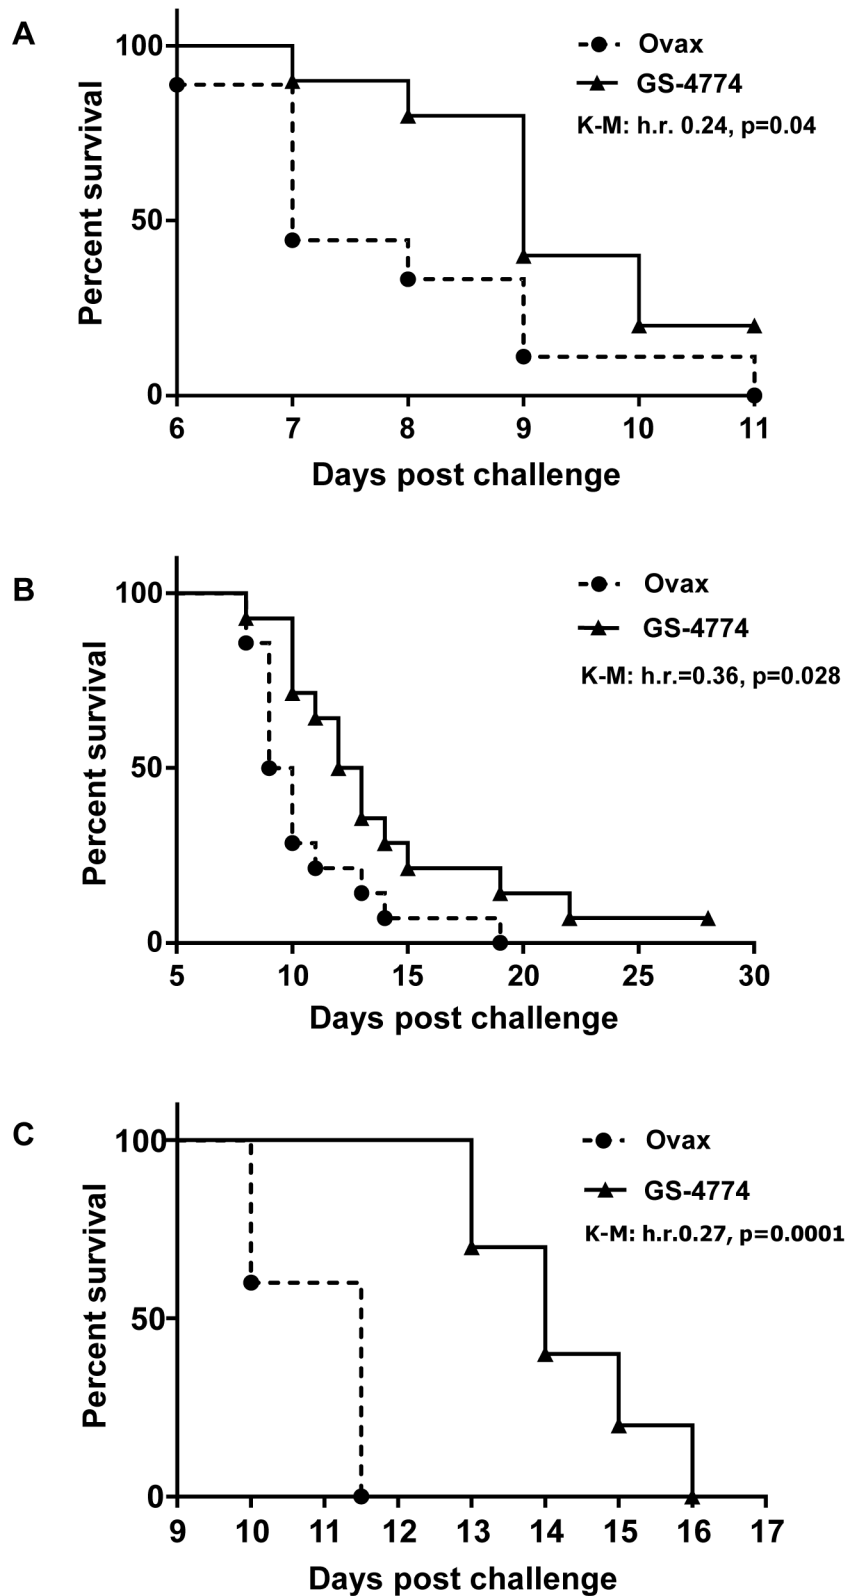 A
Percent survival
100
50
0
6 7 8 9 10 11
Days post challenge
Ovax
GS-4774
K-M: h.r. 0.24, p=0.04
B
Percent survival
100
50
0
5 10 15 20 25 30
Days post challenge
Ovax
GS-4774
K-M: h.r.=0.36, p=0.028
C
Percent survival
100
50
0
9 10 11 12 13 14 15 16 17
Days post challenge
Ovax
GS-4774
K-M: h.r.0.27, p=0.0001